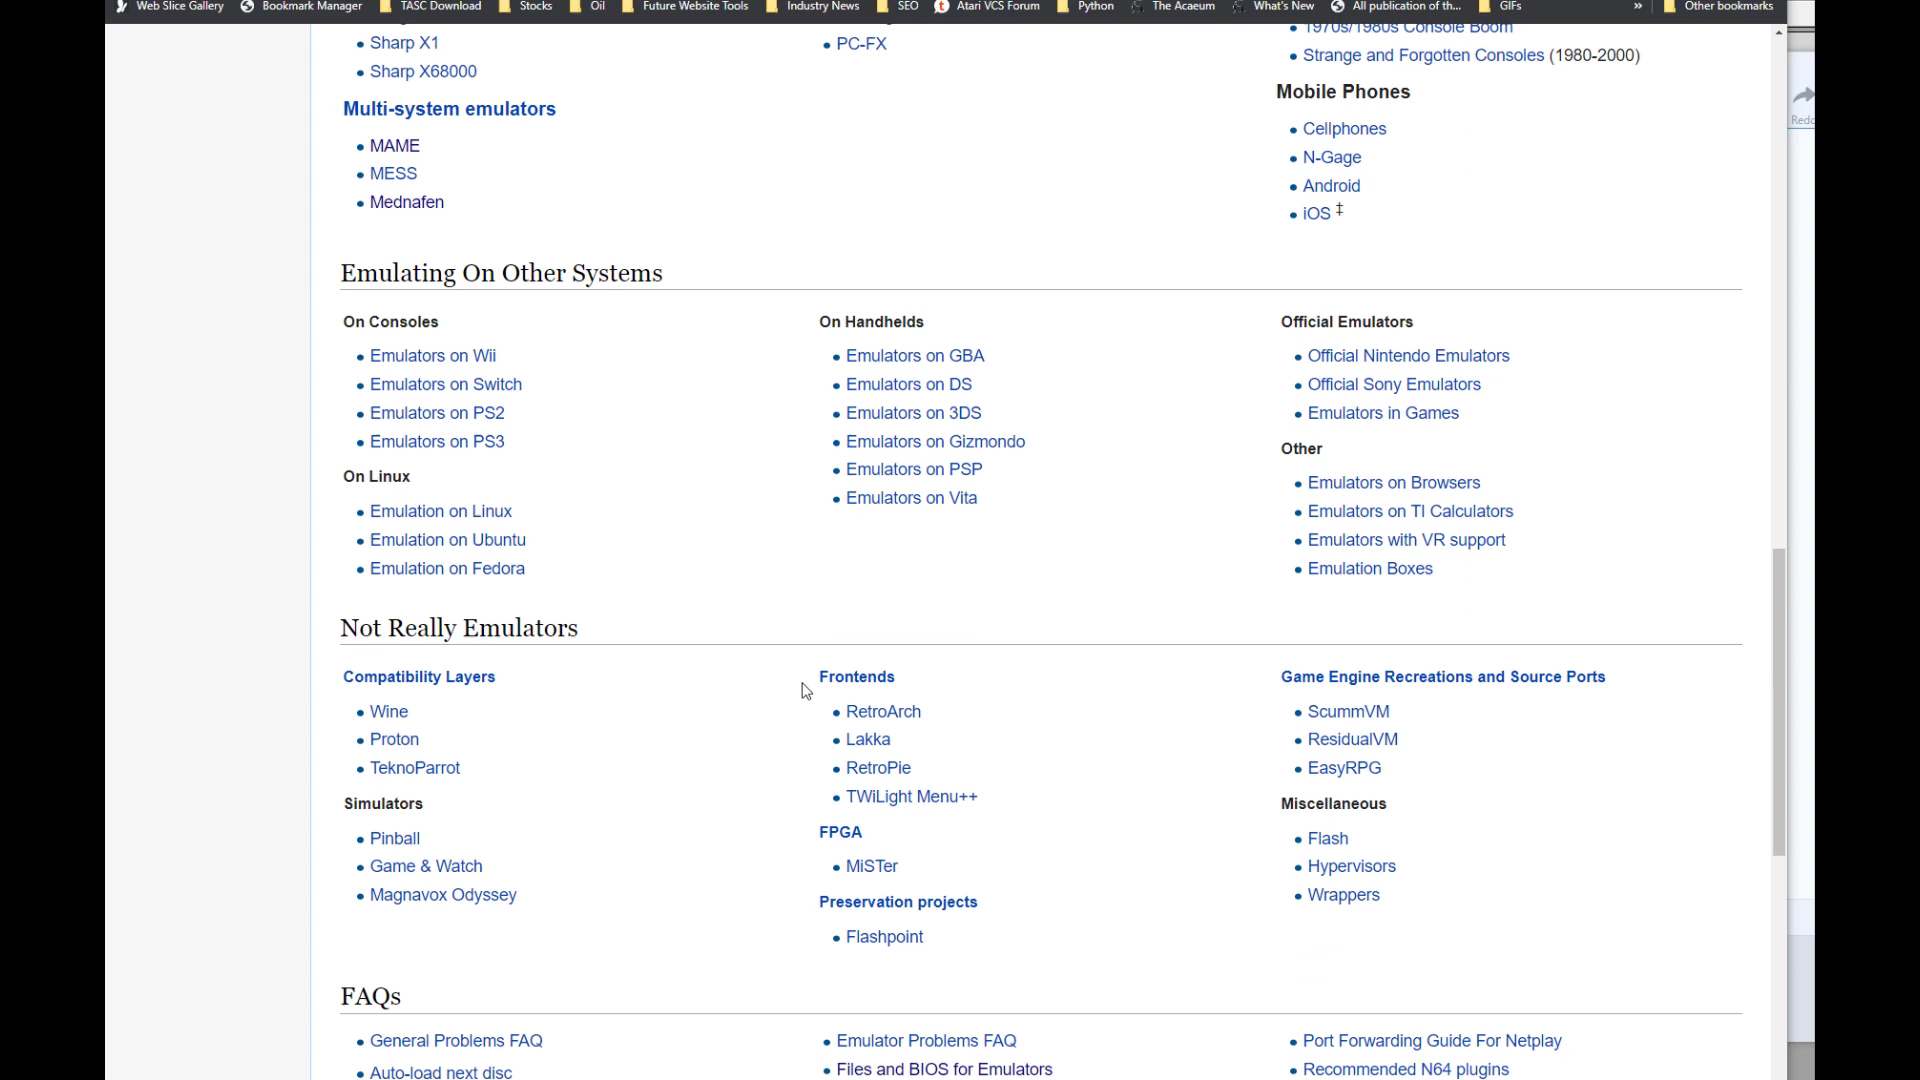 Web Slice Gallery Bookmark Manager TASC Download Stocks Oil Future Website Tools Industry News SEO Atari VCS Forum Python The Acaeum What's New All publication of th... GIFs » Other bookmarks
Sharp X1
Sharp X68000
Multi-system emulators
MAME
MESS
Mednafen
PC-FX
1970s/1980s Console Boom
Strange and Forgotten Consoles (1980-2000)
Mobile Phones
Cellphones
N-Gage
Android
iOS ‡
Redo
Emulating On Other Systems
On Consoles
Emulators on Wii
Emulators on Switch
Emulators on PS2
Emulators on PS3
On Linux
Emulation on Linux
Emulation on Ubuntu
Emulation on Fedora
On Handhelds
Emulators on GBA
Emulators on DS
Emulators on 3DS
Emulators on Gizmondo
Emulators on PSP
Emulators on Vita
Official Emulators
Official Nintendo Emulators
Official Sony Emulators
Emulators in Games
Other
Emulators on Browsers
Emulators on TI Calculators
Emulators with VR support
Emulation Boxes
Not Really Emulators
Compatibility Layers
Wine
Proton
TeknoParrot
Simulators
Pinball
Game & Watch
Magnavox Odyssey
Frontends
RetroArch
Lakka
RetroPie
TWiLight Menu++
FPGA
MiSTer
Preservation projects
Flashpoint
Game Engine Recreations and Source Ports
ScummVM
ResidualVM
EasyRPG
Miscellaneous
Flash
Hypervisors
Wrappers
FAQs
General Problems FAQ
Auto-load next disc
Emulator Problems FAQ
Files and BIOS for Emulators
Port Forwarding Guide For Netplay
Recommended N64 plugins